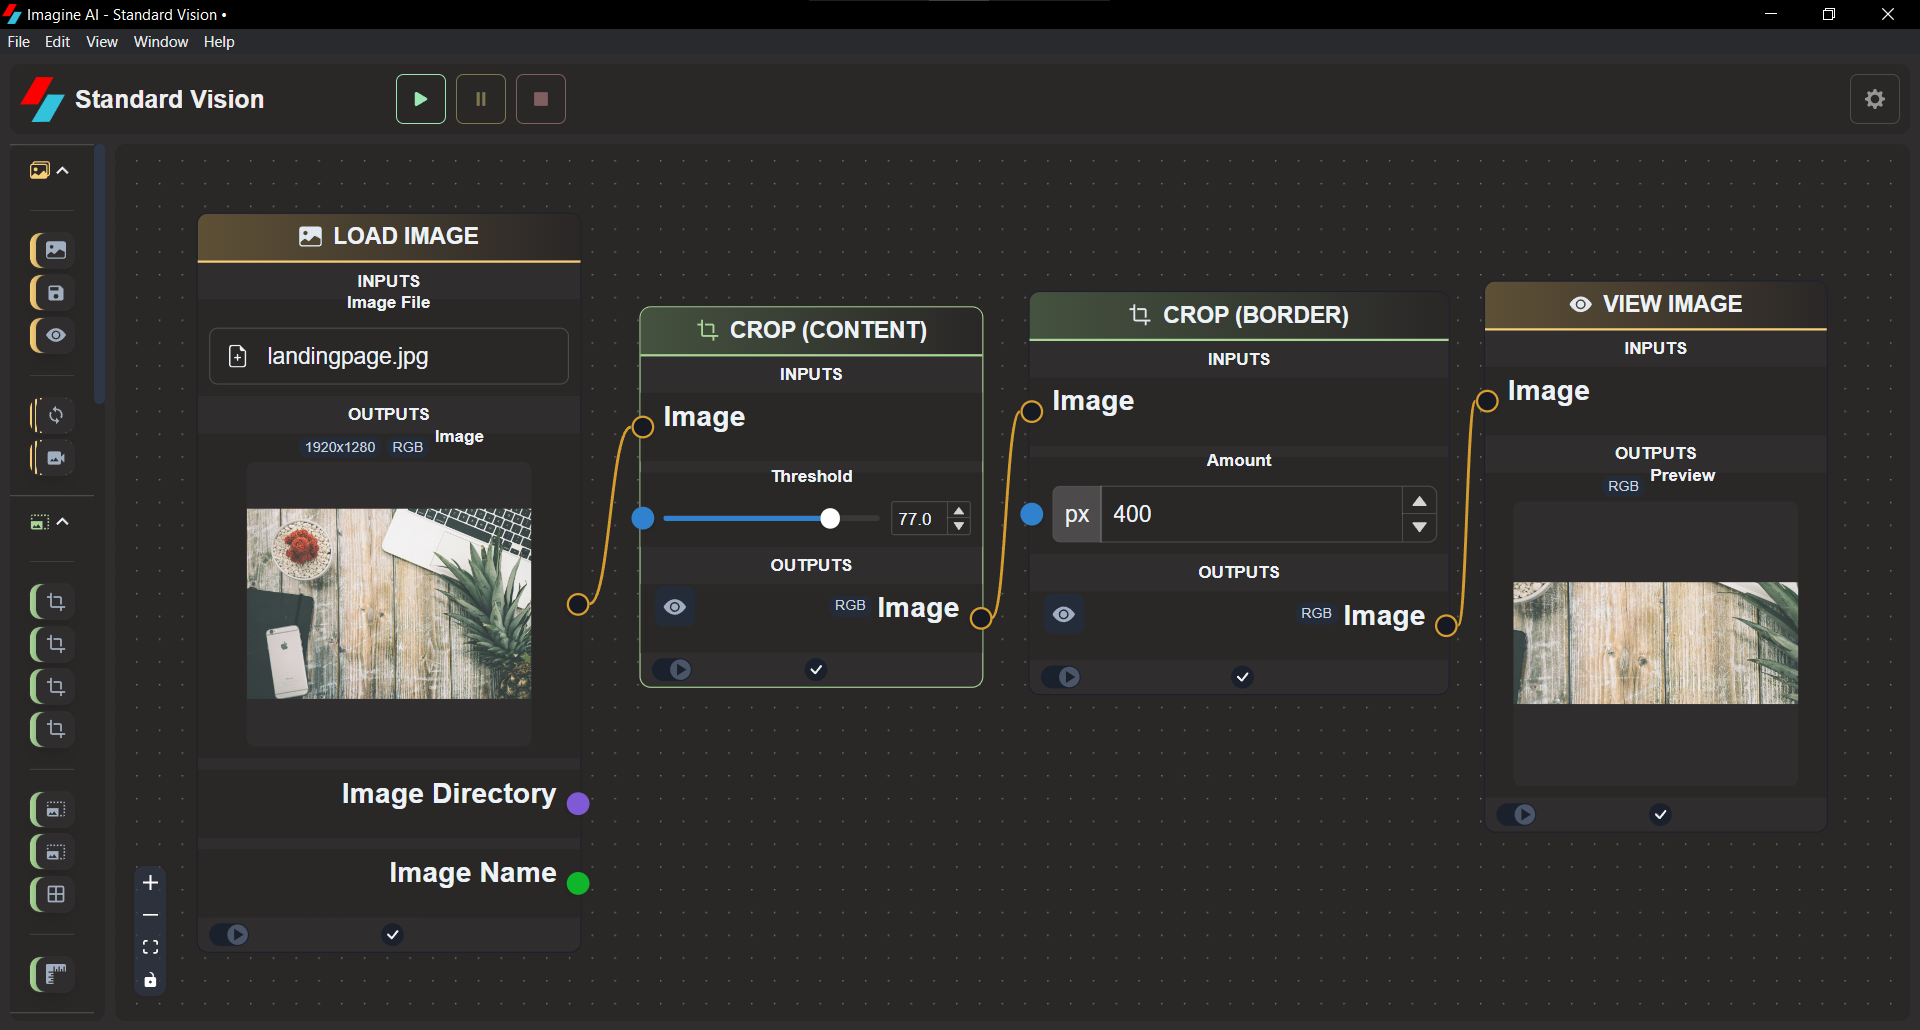 Imagine AI - Standard Vision •
File Edit View Window Help
Standard Vision
LOAD IMAGE
INPUTS
Image File
landingpage.jpg
OUTPUTS
Image
1920x1280 RGB
Image Directory
Image Name
CROP (CONTENT)
INPUTS
Image
Threshold
77.0
OUTPUTS
RGB Image
CROP (BORDER)
INPUTS
Image
Amount
px 400
OUTPUTS
RGB Image
VIEW IMAGE
INPUTS
Image
OUTPUTS
Preview
RGB